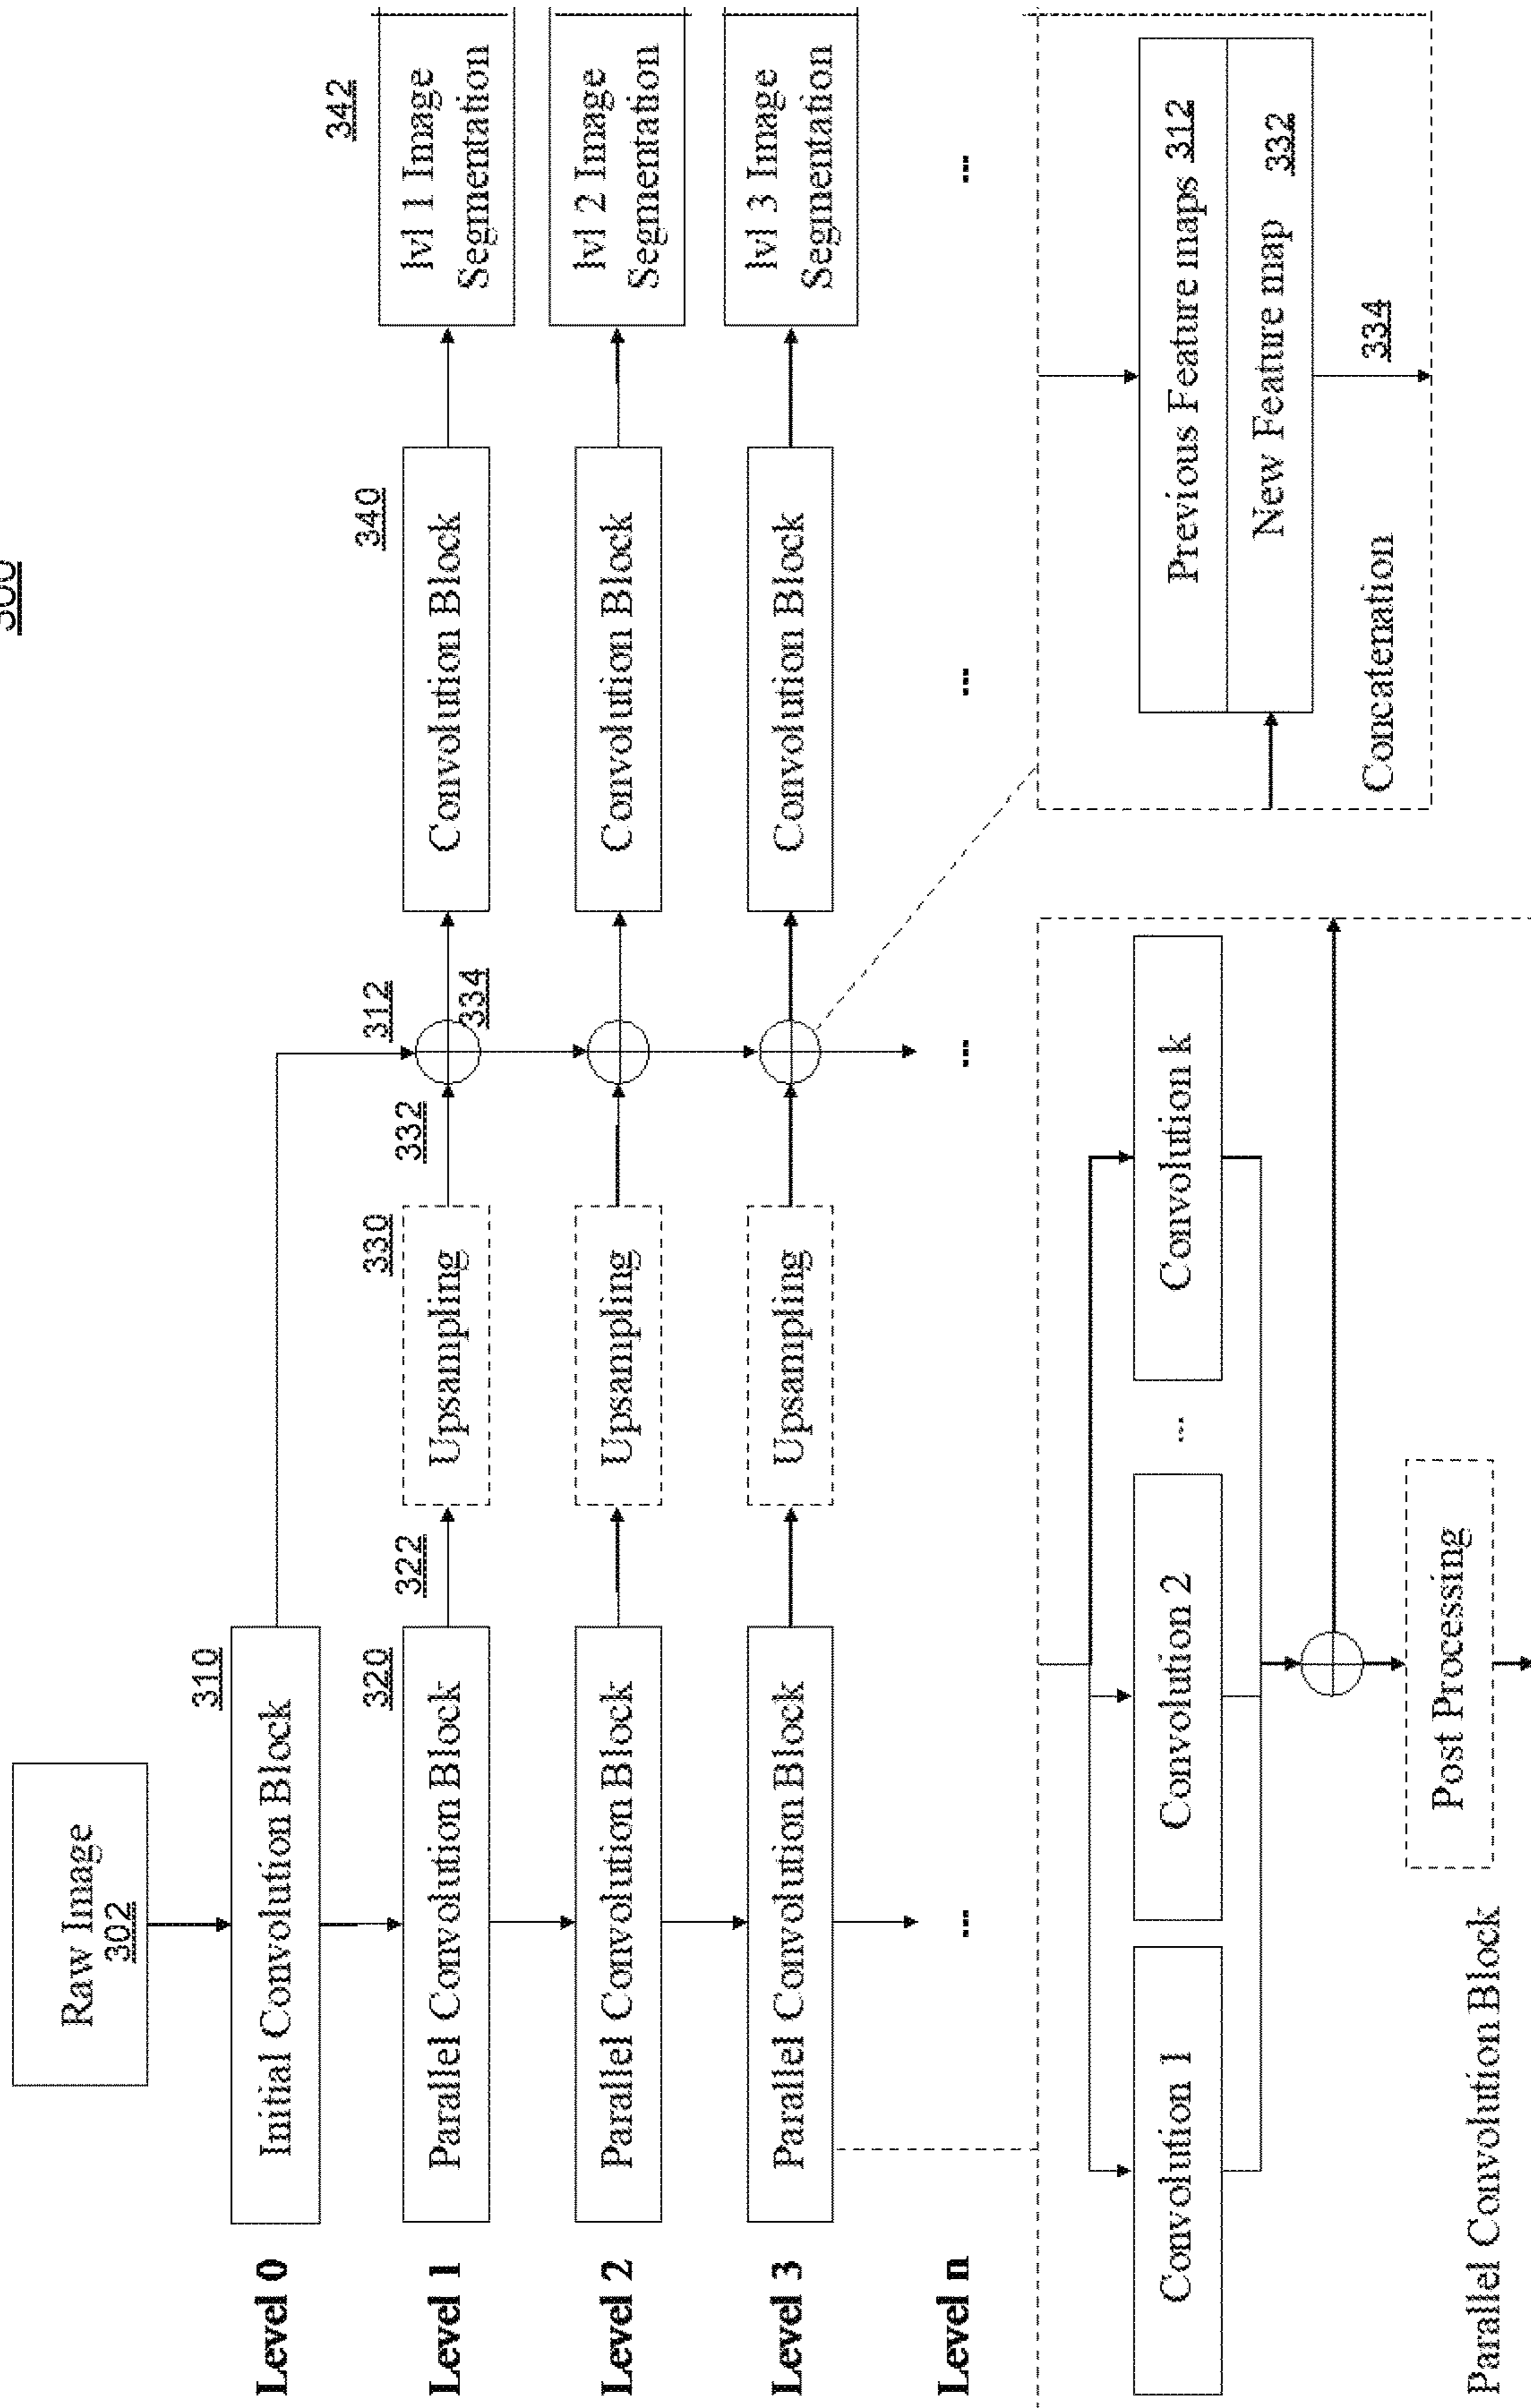 300
Raw Image
302
Level 0
Initial Convolution Block
310
Level 1
Parallel Convolution Block
320
322
Upsampling
330
332
312
334
Convolution Block
340
lvl 1 Image
Segmentation
342
Level 2
Parallel Convolution Block
Upsampling
Convolution Block
lvl 2 Image
Segmentation
Level 3
Parallel Convolution Block
Upsampling
Convolution Block
lvl 3 Image
Segmentation
Level n
...
...
...
...
Convolution 1
Convolution 2
...
Convolution k
Post Processing
Parallel Convolution Block
Previous Feature maps 312
New Feature map 332
Concatenation
334